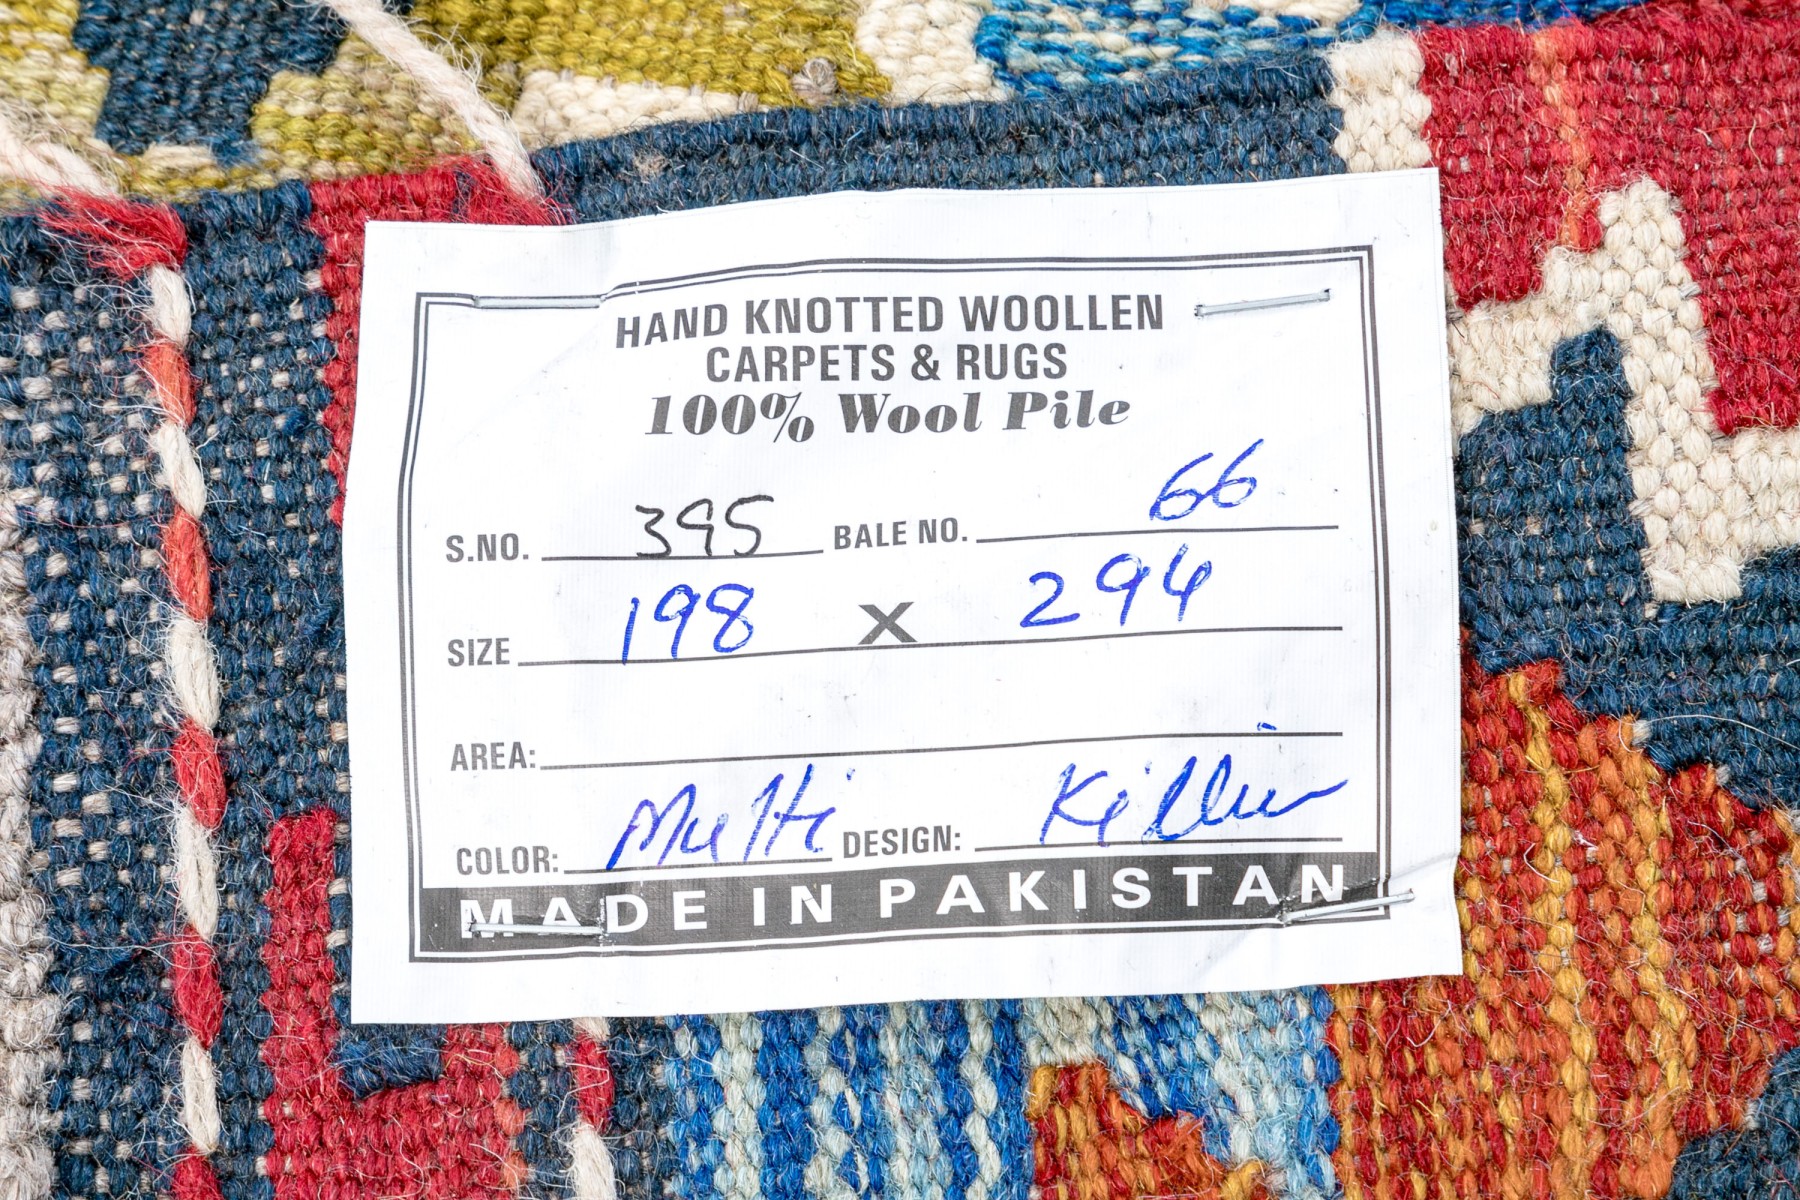 HAND KNOTTED WOOLLEN
CARPETS & RUGS
100% Wool Pile
S.NO. 395 BALE NO. 66
SIZE 198 X 294
AREA:
COLOR: Multi DESIGN: Killim
MADE IN PAKISTAN